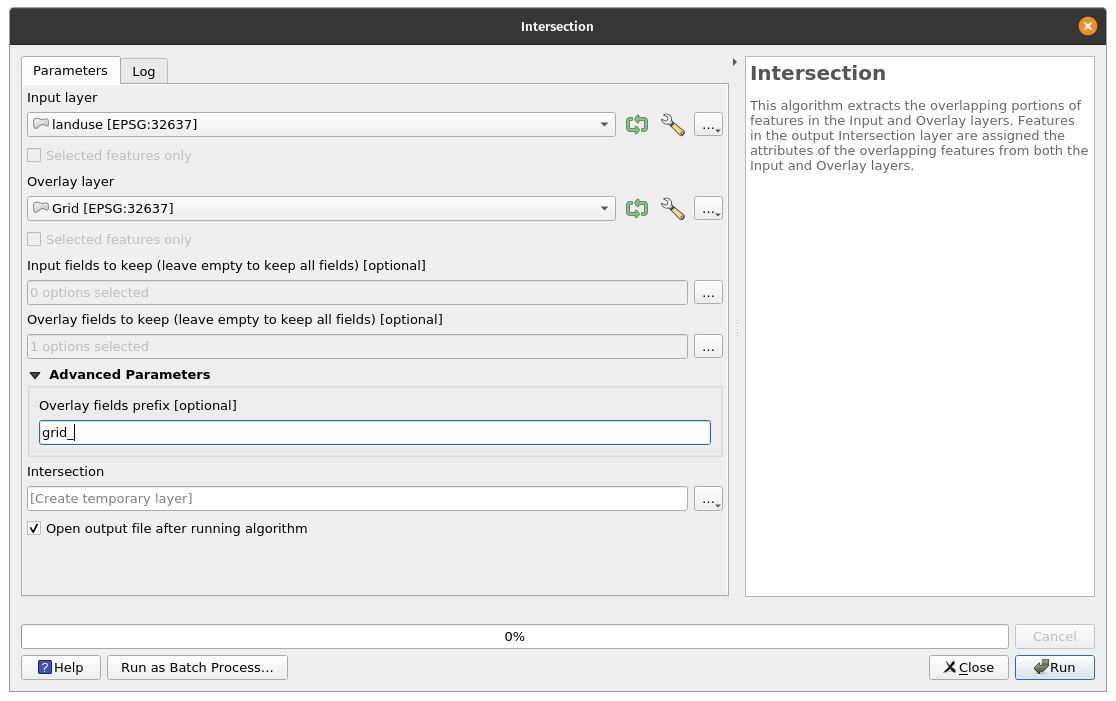 Intersection
Parameters
Log
Input layer
landuse [EPSG:32637]
...
Selected features only
Overlay layer
Grid [EPSG:32637]
...
Selected features only
Input fields to keep (leave empty to keep all fields) [optional]
0 options selected
...
Overlay fields to keep (leave empty to keep all fields) [optional]
1 options selected
...
Advanced Parameters
Overlay fields prefix [optional]
grid_
Intersection
[Create temporary layer]
...
Open output file after running algorithm
Intersection
This algorithm extracts the overlapping portions of
features in the Input and Overlay layers. Features
in the output Intersection layer are assigned the
attributes of the overlapping features from both the
Input and Overlay layers.
0%
Cancel
? Help
Run as Batch Process...
Close
Run